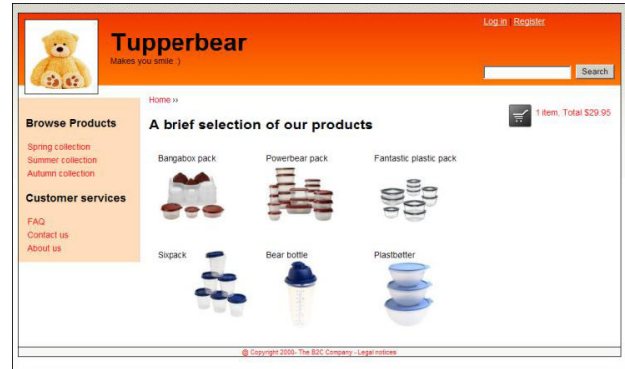 Log in | Register
Tupperbear
Makes you smile :)
Search
Home »
1 item, Total $29.95
Browse Products
Spring collection
Summer collection
Autumn collection
Customer services
FAQ
Contact us
About us
A brief selection of our products
Bangabox pack
Powerbear pack
Fantastic plastic pack
Sixpack
Bear bottle
Plastbøtter
@ Copyright 2000- The B2C Company - Legal notices